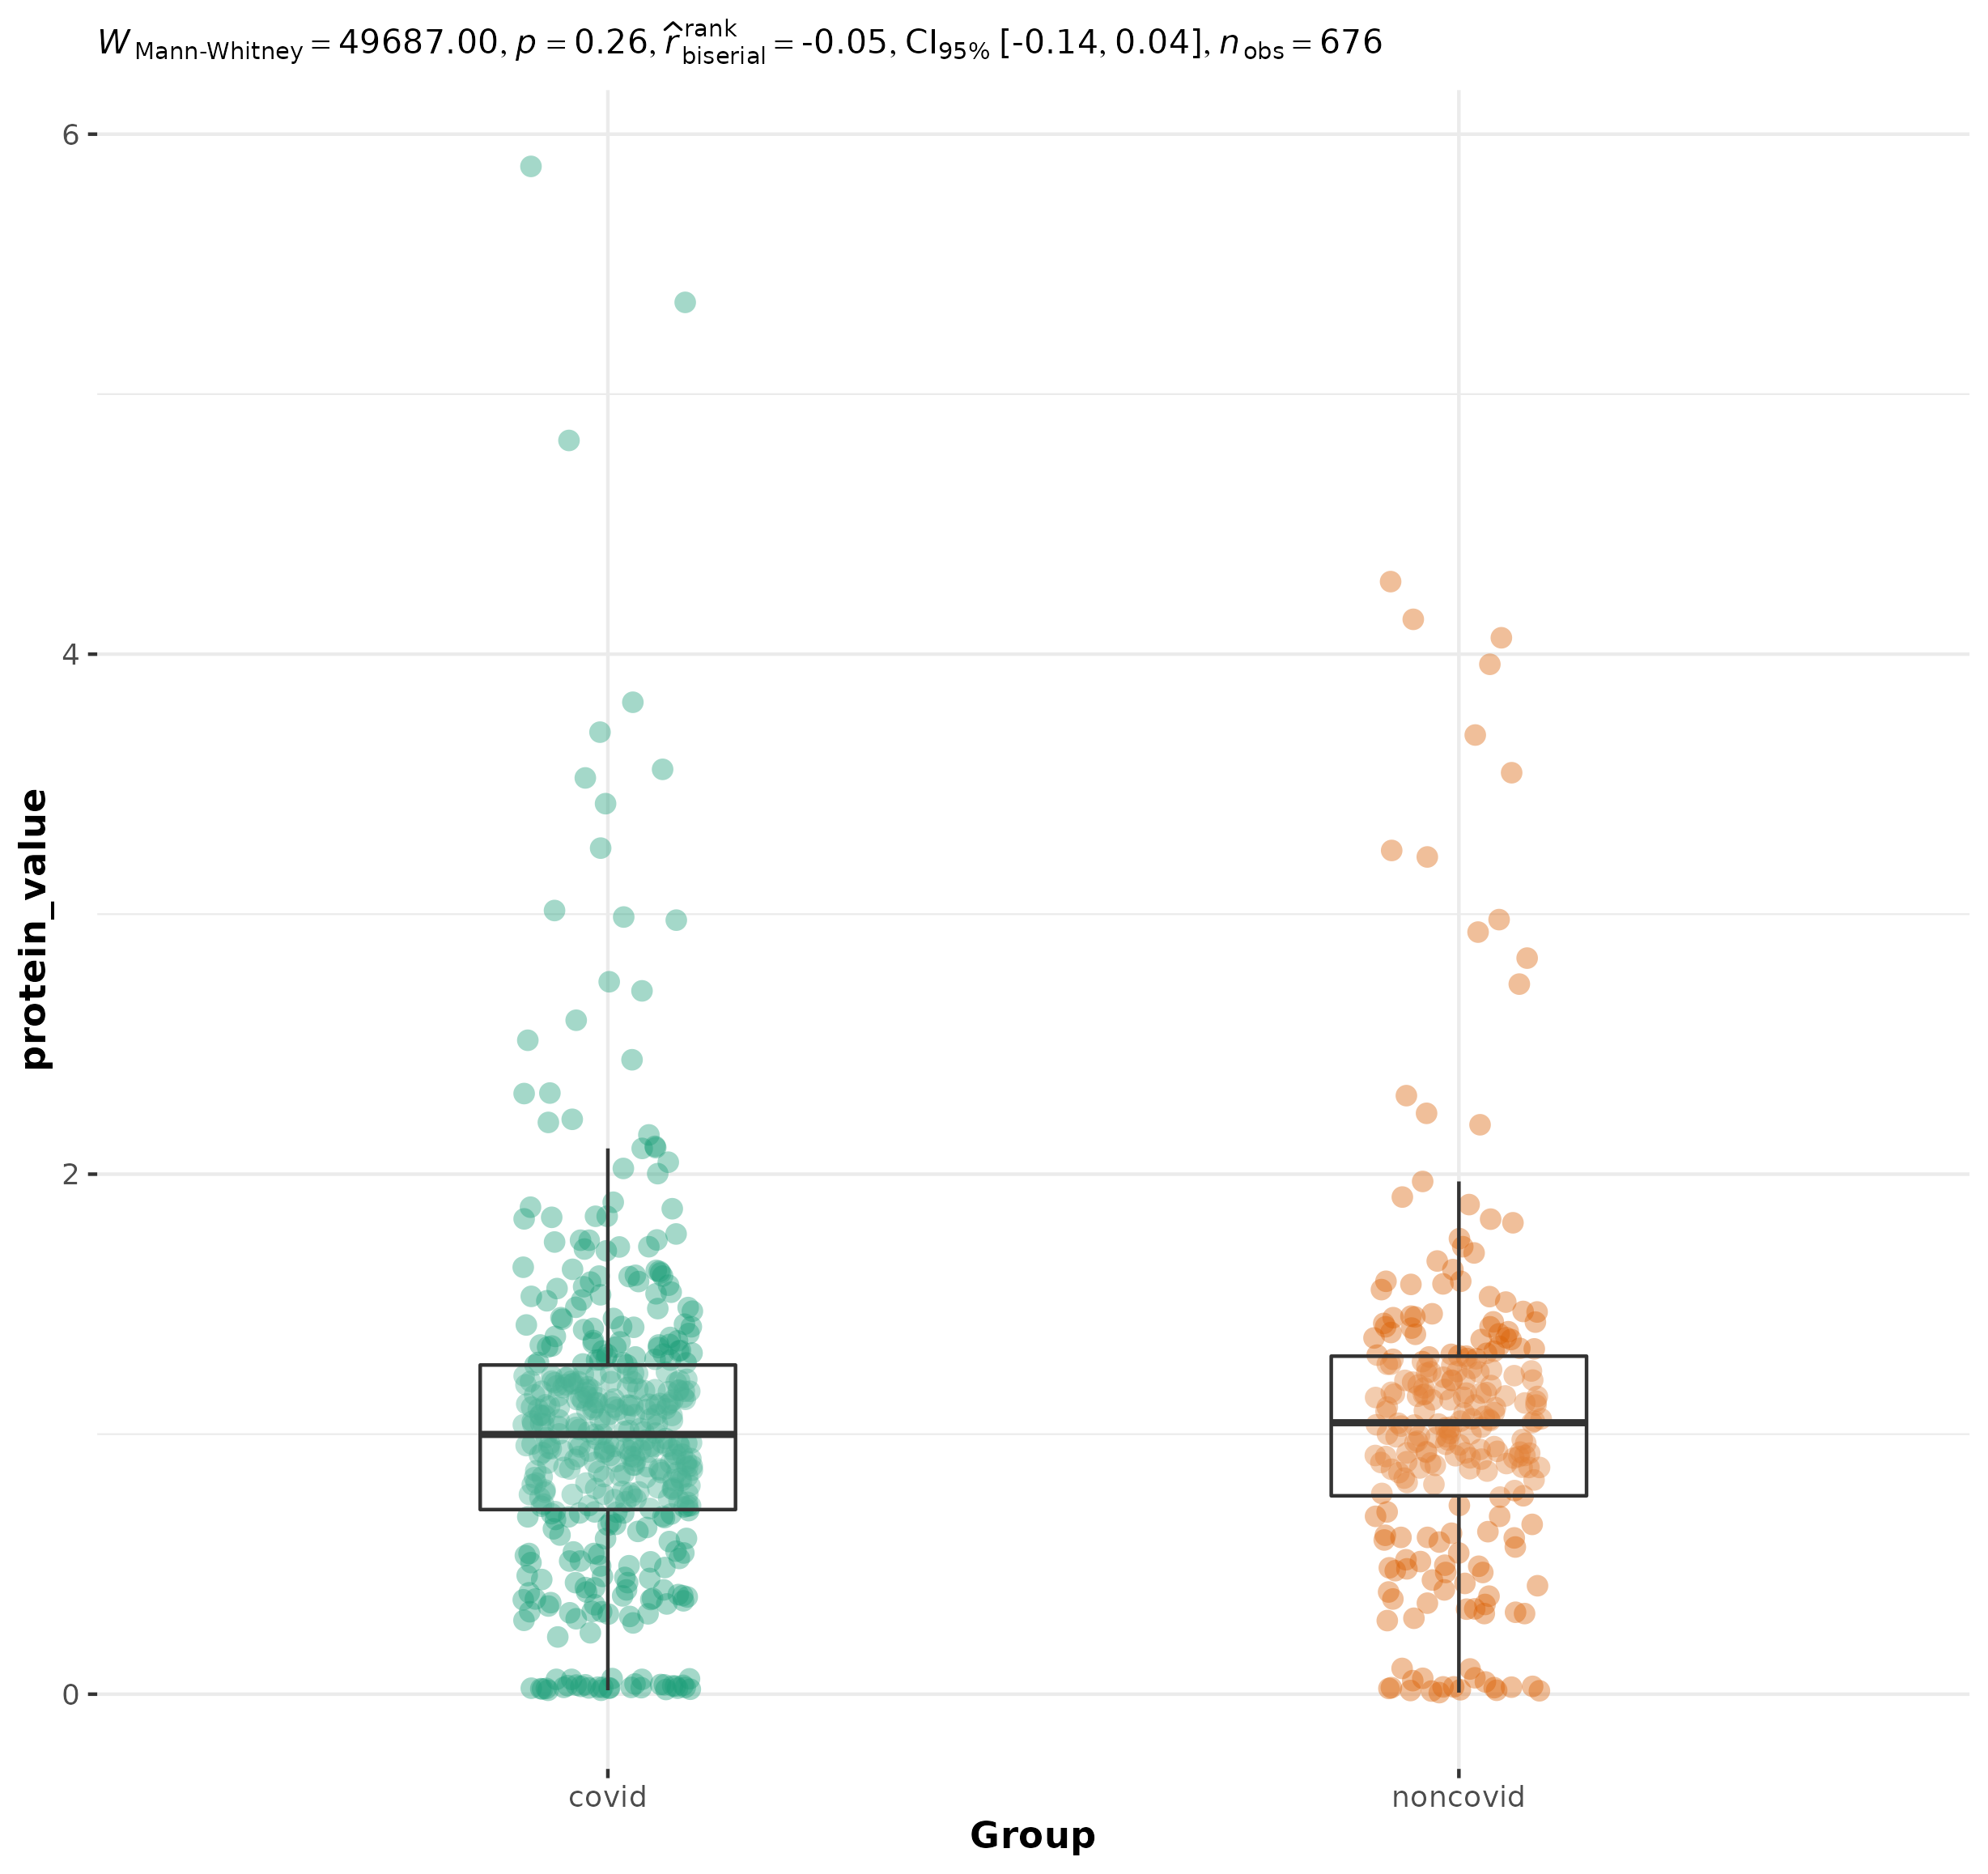 W Mann-Whitney = 49687.00, p = 0.26, r̂ rank biserial = -0.05, CI95% [-0.14, 0.04], n obs = 676
6
4
2
0
protein_value
covid noncovid
Group